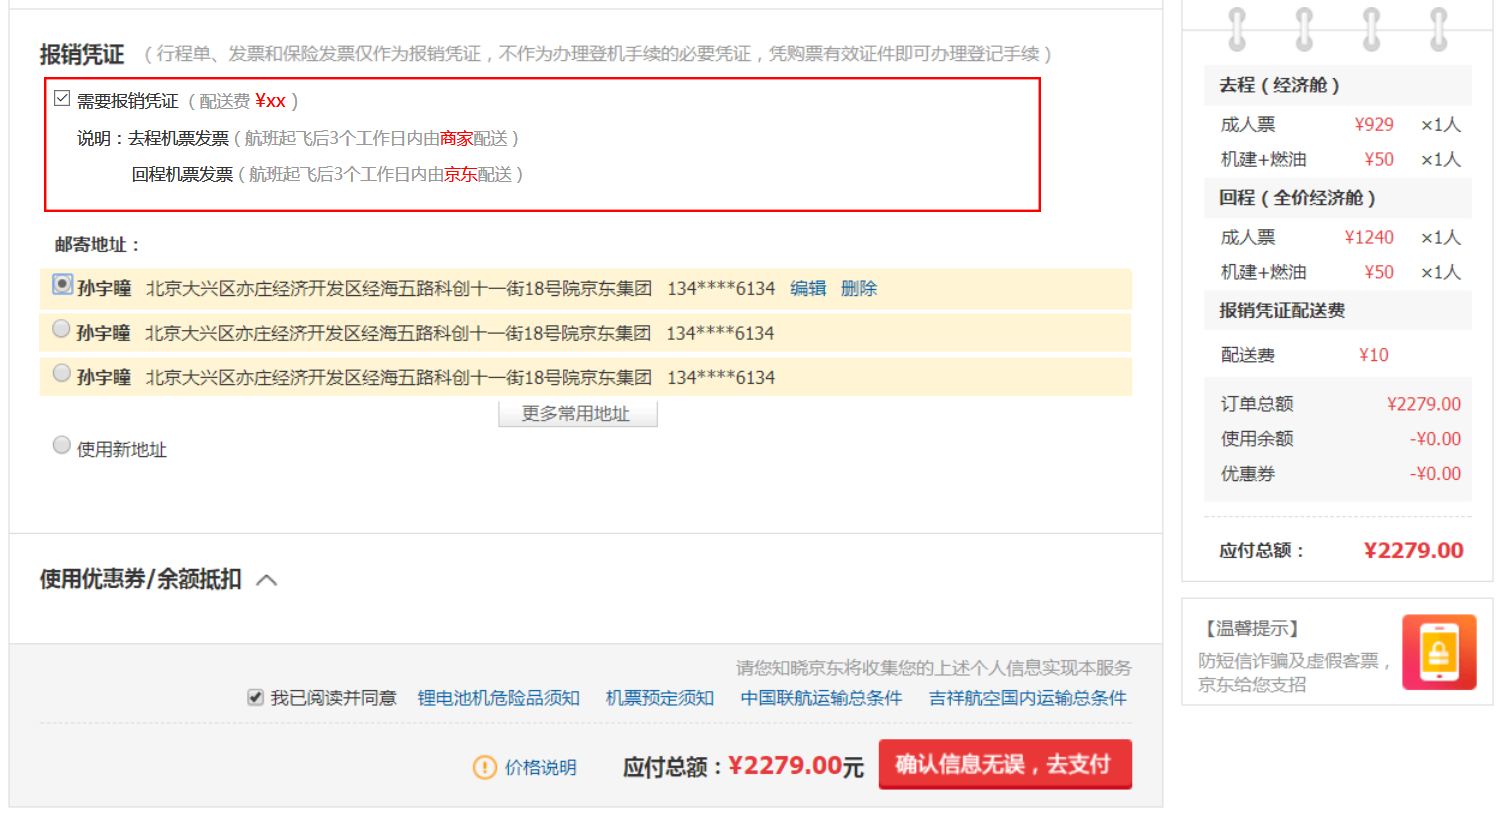 报销凭证 （ 行程单、发票和保险发票仅作为报销凭证，不作为办理登机手续的必要凭证，凭购票有效证件即可办理登记手续 ）
需要报销凭证 （ 配送费 ¥xx ）
说明：去程机票发票（ 航班起飞后3个工作日内由商家配送 ）
回程机票发票（ 航班起飞后3个工作日内由京东配送 ）
邮寄地址：
孙宇曈 北京大兴区亦庄经济开发区经海五路科创十一街18号院京东集团 134****6134 编辑 删除
孙宇曈 北京大兴区亦庄经济开发区经海五路科创十一街18号院京东集团 134****6134
孙宇曈 北京大兴区亦庄经济开发区经海五路科创十一街18号院京东集团 134****6134
更多常用地址
使用新地址
使用优惠券/余额抵扣
请您知晓京东将收集您的上述个人信息实现本服务
我已阅读并同意 锂电池机危险品须知 机票预定须知 中国联航运输总条件 吉祥航空国内运输总条件
价格说明 应付总额：¥2279.00元 确认信息无误，去支付
去程（ 经济舱 ）
成人票 ¥929 ×1人
机建+燃油 ¥50 ×1人
回程（ 全价经济舱 ）
成人票 ¥1240 ×1人
机建+燃油 ¥50 ×1人
报销凭证配送费
配送费 ¥10
订单总额 ¥2279.00
使用余额 -¥0.00
优惠券 -¥0.00
应付总额： ¥2279.00
【温馨提示】
防短信诈骗及虚假客票，
京东给您支招